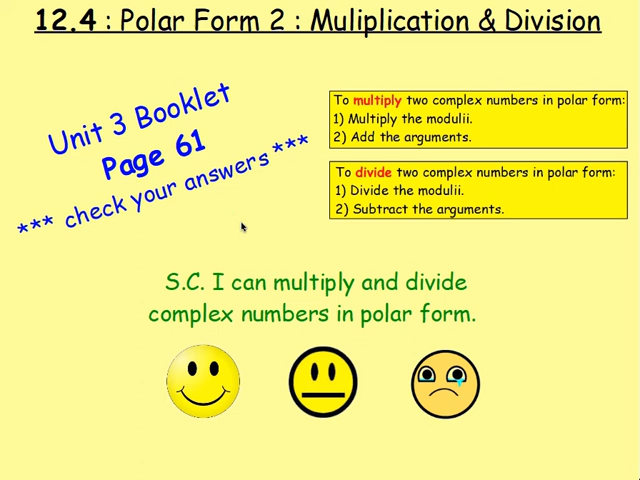 12.4 : Polar Form 2 : Muliplication & Division
Unit 3 Booklet
Page 61
*** check your answers ***
To multiply two complex numbers in polar form:
1) Multiply the modulii.
2) Add the arguments.
To divide two complex numbers in polar form:
1) Divide the modulii.
2) Subtract the arguments.
S.C. I can multiply and divide
complex numbers in polar form.